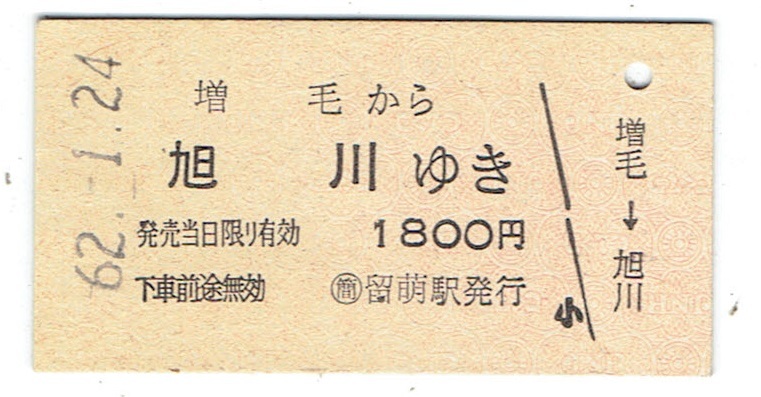 62.-1.24
増毛から
旭川ゆき
発売当日限り有効 1800円
下車前途無効 ㊢留萌駅発行
小
増毛→旭川